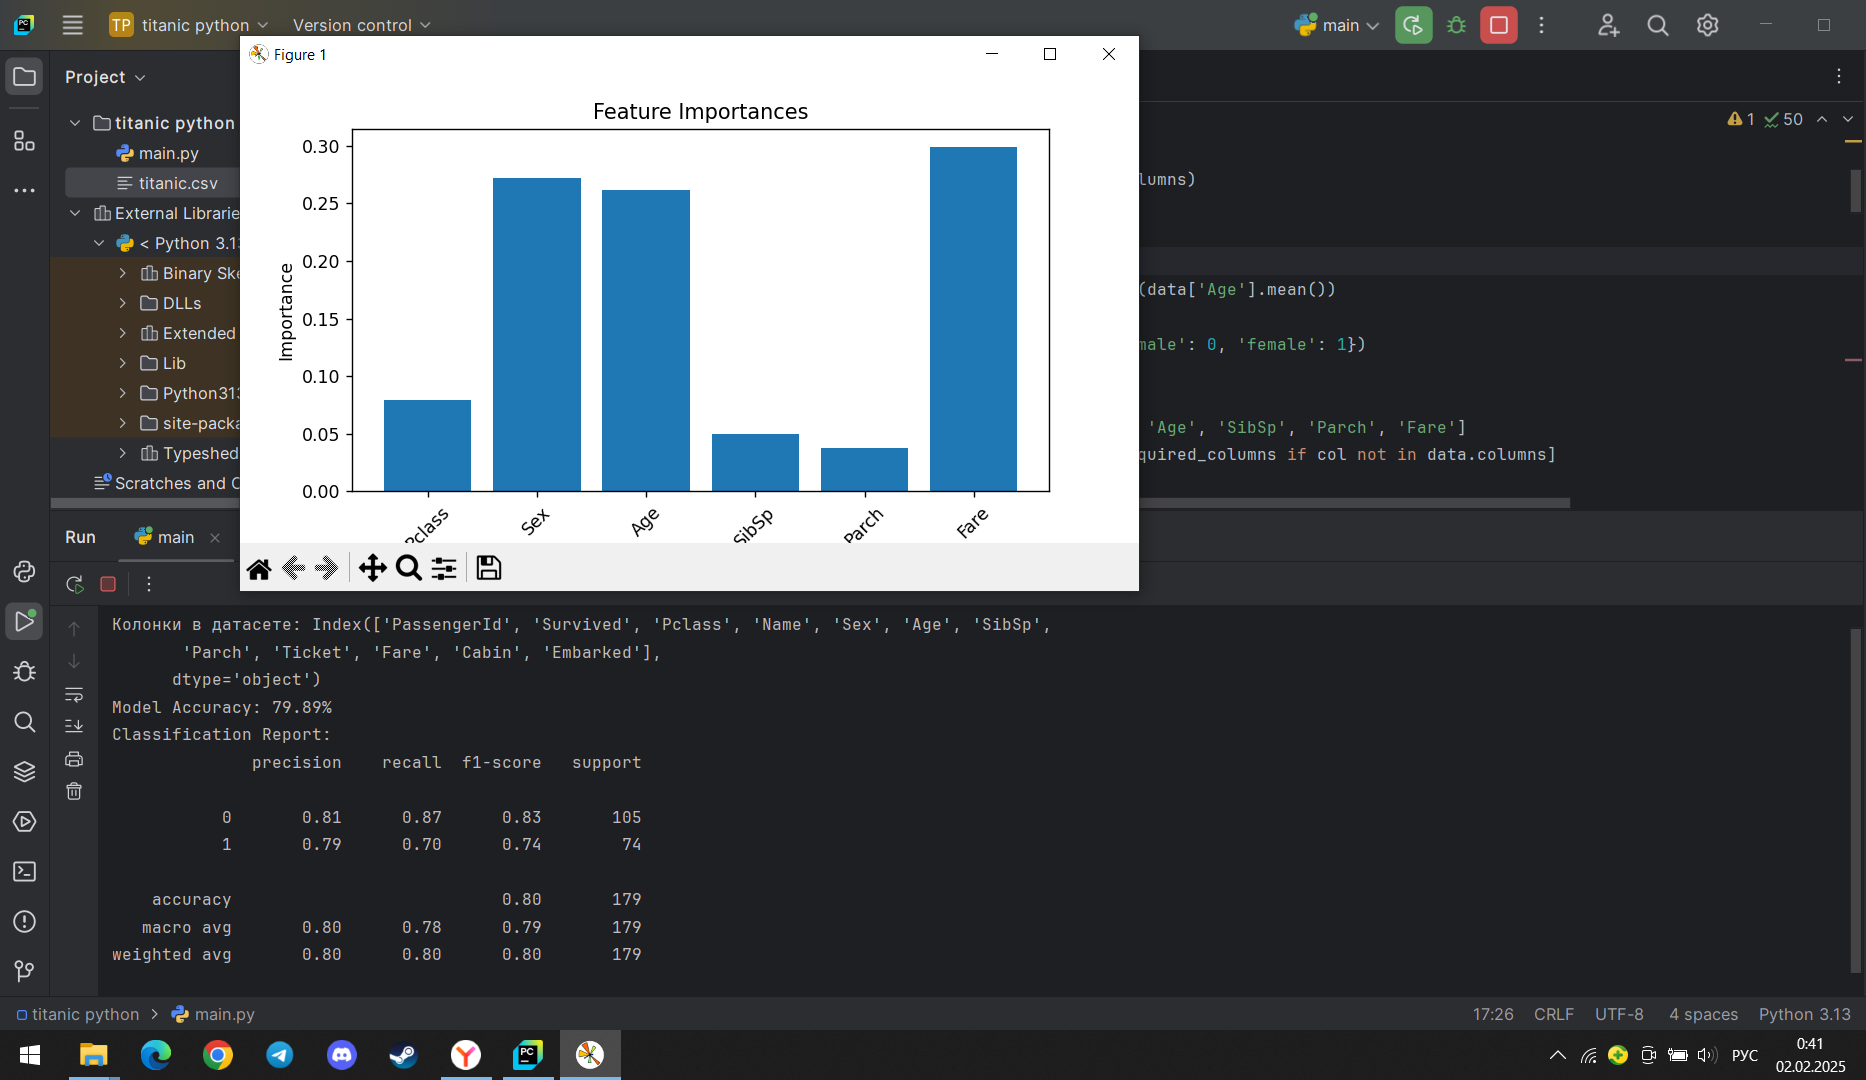 TP titanic python
Version control
main
Project
titanic python
main.py
titanic.csv
External Librarie
< Python 3.13
Binary Ske
DLLs
Extended
Lib
Python313
site-packa
Typeshed
Scratches and C
Figure 1
Feature Importances
0.30
0.25
0.20
0.15
0.10
0.05
0.00
Importance
Pclass
Sex
Age
SibSp
Parch
Fare
1 50
lumns)
(data['Age'].mean())
male': 0, 'female': 1})
'Age', 'SibSp', 'Parch', 'Fare']
quired_columns if col not in data.columns]
Run
main
Колонки в датасете: Index(['PassengerId', 'Survived', 'Pclass', 'Name', 'Sex', 'Age', 'SibSp',
'Parch', 'Ticket', 'Fare', 'Cabin', 'Embarked'],
dtype='object')
Model Accuracy: 79.89%
Classification Report:
precision recall f1-score support
0 0.81 0.87 0.83 105
1 0.79 0.70 0.74 74
accuracy 0.80 179
macro avg 0.80 0.78 0.79 179
weighted avg 0.80 0.80 0.80 179
titanic python > main.py
17:26 CRLF UTF-8 4 spaces Python 3.13
РУС
0:41
02.02.2025